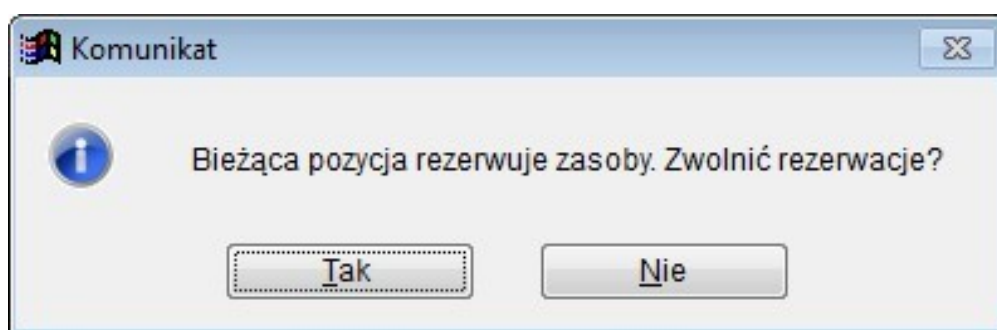 Komunikat
Bieżąca pozycja rezerwuje zasoby. Zwolnić rezerwacje?
Tak Nie